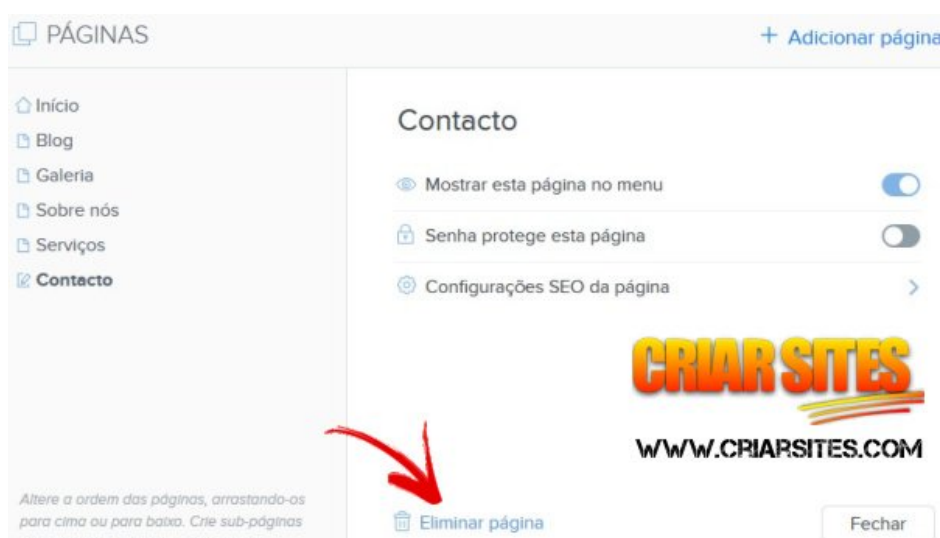 PÁGINAS
+ Adicionar página
Início
Blog
Galeria
Sobre nós
Serviços
Contacto
Altere a ordem das páginas, arrastando-os
para cima ou para baixo. Crie sub-páginas
Contacto
Mostrar esta página no menu
Senha protege esta página
Configurações SEO da página
CRIAR SITES
WWW.CRIARSITES.COM
Eliminar página
Fechar